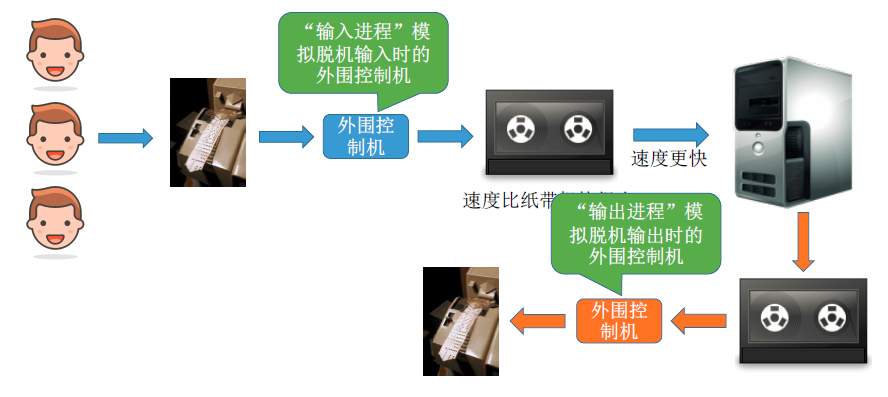 “输入进程”模
拟脱机输入时的
外围控制机
外围控
制机
速度更快
速度比纸带
“输出进程”模
拟脱机输出时的
外围控制机
外围控
制机